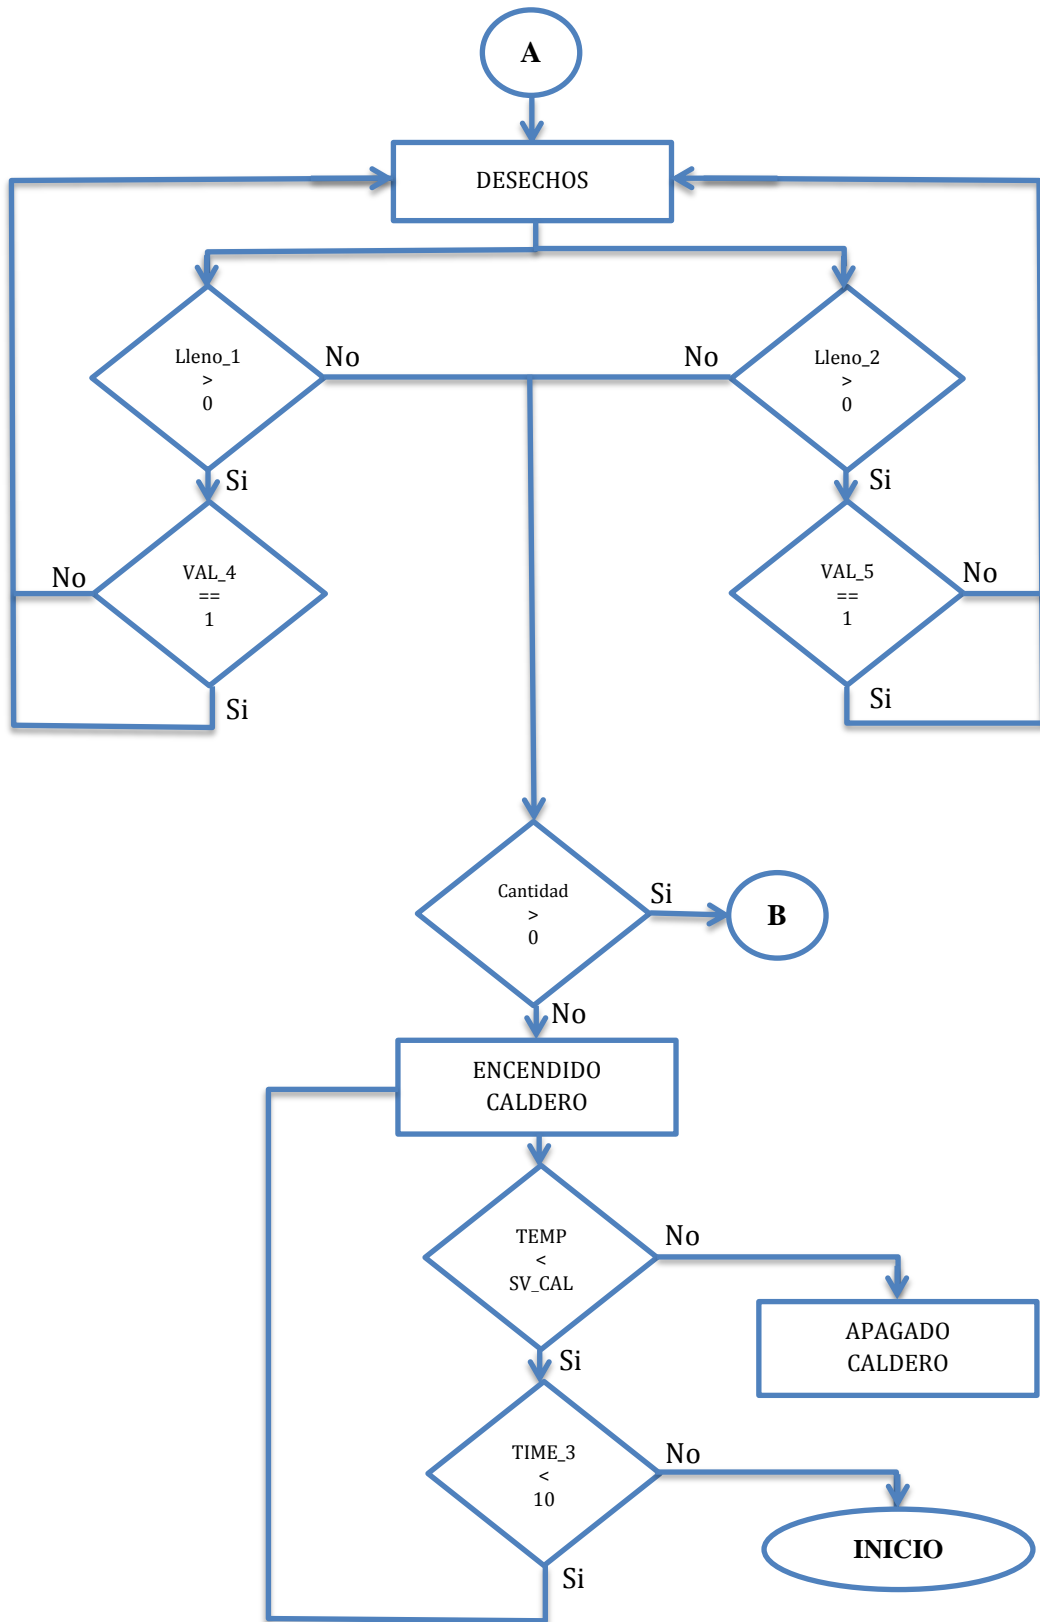 A
DESECHOS
Lleno_1
>
0
No
No
Lleno_2
>
0
Si
Si
VAL_4
==
1
No
VAL_5
==
1
No
Si
Si
Cantidad
>
0
Si
B
No
ENCENDIDO
CALDERO
TEMP
<
SV_CAL
No
APAGADO
CALDERO
Si
TIME_3
<
10
No
INICIO
Si